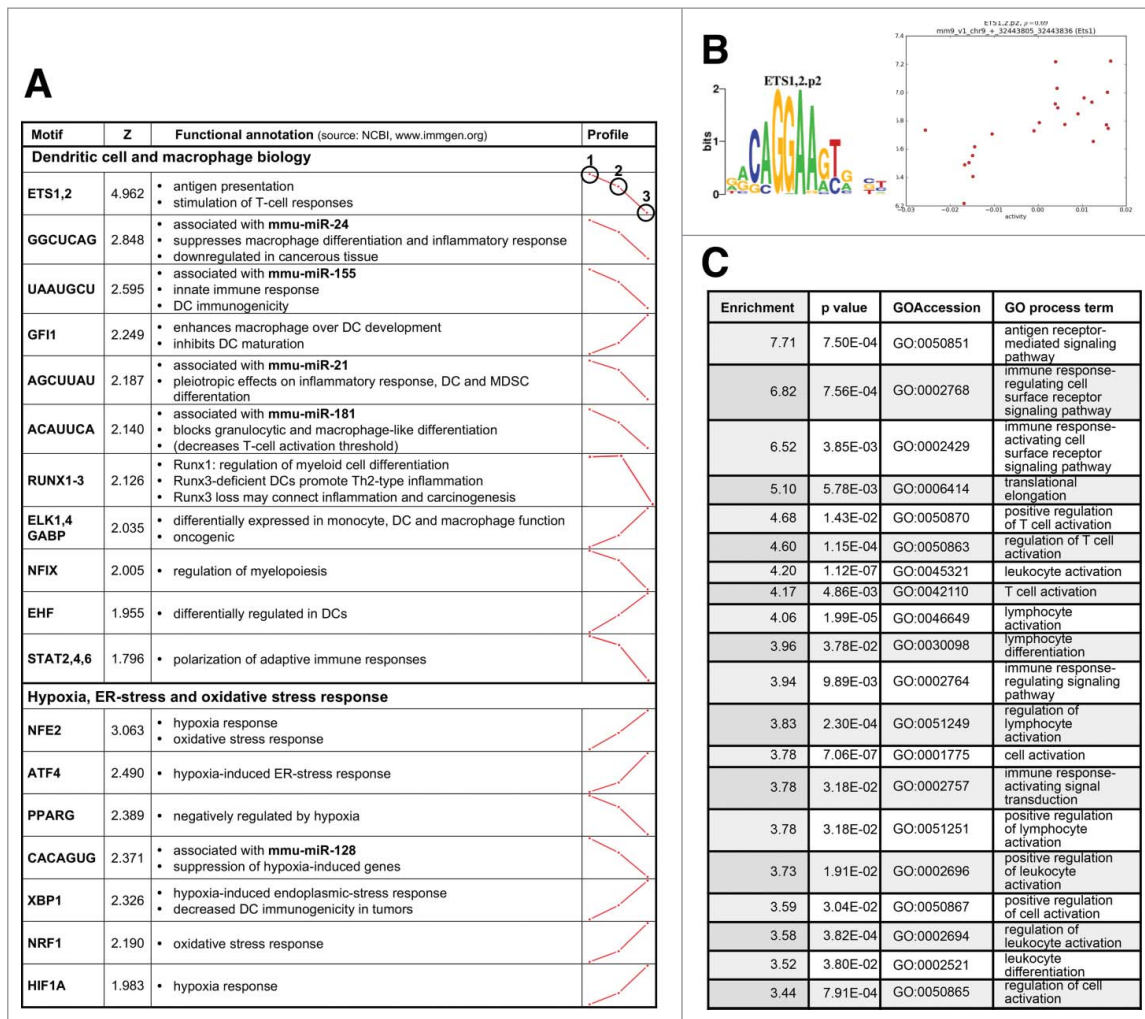 A
Motif Z Functional annotation (source: NCBI, www.immgen.org) Profile
Dendritic cell and macrophage biology
1
2
3
ETS1,2 4.962 • antigen presentation
• stimulation of T-cell responses
GGCUCAG 2.848 • associated with mmu-miR-24
• suppresses macrophage differentiation and inflammatory response
• downregulated in cancerous tissue
UAAUGCU 2.595 • associated with mmu-miR-155
• innate immune response
• DC immunogenicity
GFI1 2.249 • enhances macrophage over DC development
• inhibits DC maturation
AGCUUAU 2.187 • associated with mmu-miR-21
• pleiotropic effects on inflammatory response, DC and MDSC
differentiation
ACAUUCA 2.140 • associated with mmu-miR-181
• blocks granulocytic and macrophage-like differentiation
• (decreases T-cell activation threshold)
RUNX1-3 2.126 • Runx1: regulation of myeloid cell differentiation
• Runx3-deficient DCs promote Th2-type inflammation
• Runx3 loss may connect inflammation and carcinogenesis
ELK1,4
GABP 2.035 • differentially expressed in monocyte, DC and macrophage function
• oncogenic
NFIX 2.005 • regulation of myelopoiesis
EHF 1.955 • differentially regulated in DCs
STAT2,4,6 1.796 • polarization of adaptive immune responses
Hypoxia, ER-stress and oxidative stress response
NFE2 3.063 • hypoxia response
• oxidative stress response
ATF4 2.490 • hypoxia-induced ER-stress response
PPARG 2.389 • negatively regulated by hypoxia
CACAGUG 2.371 • associated with mmu-miR-128
• suppression of hypoxia-induced genes
XBP1 2.326 • hypoxia-induced endoplasmic-stress response
• decreased DC immunogenicity in tumors
NRF1 2.190 • oxidative stress response
HIF1A 1.983 • hypoxia response
B
ETS1,2.p2
bits
2
1
0
ETS1,2.p2, ρ=0.69
mm9_v1_chr9_+_32443805_32443836 (Ets1)
7.4
7.2
7.0
6.8
6.6
5.4
6.2
−0.03 −0.02 −0.01 0.00 0.01 0.02
activity
C
Enrichment p value GOAccession GO process term
7.71 7.50E-04 GO:0050851 antigen receptor-
mediated signaling
pathway
6.82 7.56E-04 GO:0002768 immune response-
regulating cell
surface receptor
signaling pathway
6.52 3.85E-03 GO:0002429 immune response-
activating cell
surface receptor
signaling pathway
5.10 5.78E-03 GO:0006414 translational
elongation
4.68 1.43E-02 GO:0050870 positive regulation
of T cell activation
4.60 1.15E-04 GO:0050863 regulation of T cell
activation
4.20 1.12E-07 GO:0045321 leukocyte activation
4.17 4.86E-03 GO:0042110 T cell activation
4.06 1.99E-05 GO:0046649 lymphocyte
activation
3.96 3.78E-02 GO:0030098 lymphocyte
differentiation
3.94 9.89E-03 GO:0002764 immune response-
regulating signaling
pathway
3.83 2.30E-04 GO:0051249 regulation of
lymphocyte
activation
3.78 7.06E-07 GO:0001775 cell activation
3.78 3.18E-02 GO:0002757 immune response-
activating signal
transduction
3.78 3.18E-02 GO:0051251 positive regulation
of lymphocyte
activation
3.73 1.91E-02 GO:0002696 positive regulation
of leukocyte
activation
3.59 3.04E-02 GO:0050867 positive regulation
of cell activation
3.58 3.82E-04 GO:0002694 regulation of
leukocyte activation
3.52 3.80E-02 GO:0002521 leukocyte
differentiation
3.44 7.91E-04 GO:0050865 regulation of cell
activation